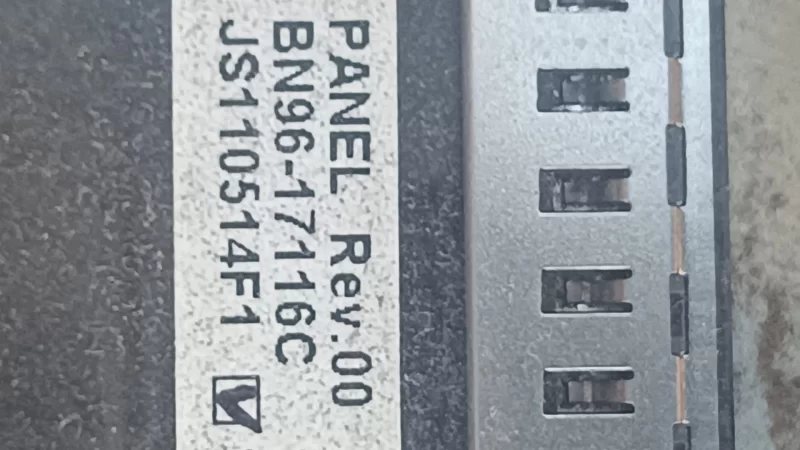 PANEL Rev.00
BN96-17116C
JS110514F1